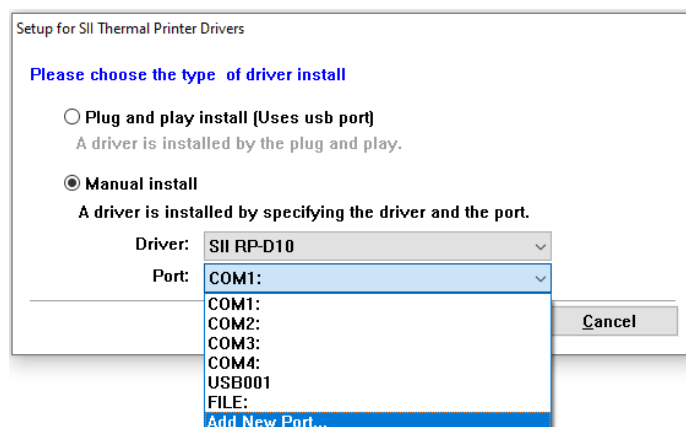 Setup for SII Thermal Printer Drivers
Please choose the type of driver install
Plug and play install (Uses usb port)
A driver is installed by the plug and play.
Manual install
A driver is installed by specifying the driver and the port.
Driver: SII RP-D10
Port: COM1:
COM1:
COM2:
COM3:
COM4:
USB001
FILE:
Add New Port...
Cancel